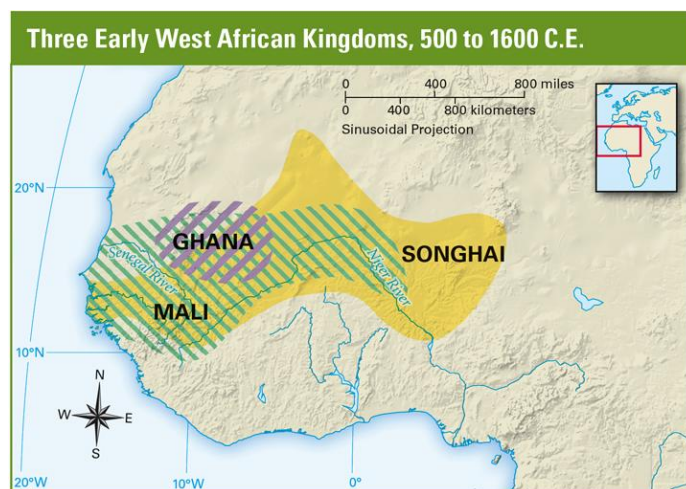 Three Early West African Kingdoms, 500 to 1600 C.E.
0 400 800 miles
0 400 800 kilometers
Sinusoidal Projection
20°N
GHANA
SONGHAI
Senegal River
Niger River
MALI
10°N
N
W E
S
20°W 10°W 0°